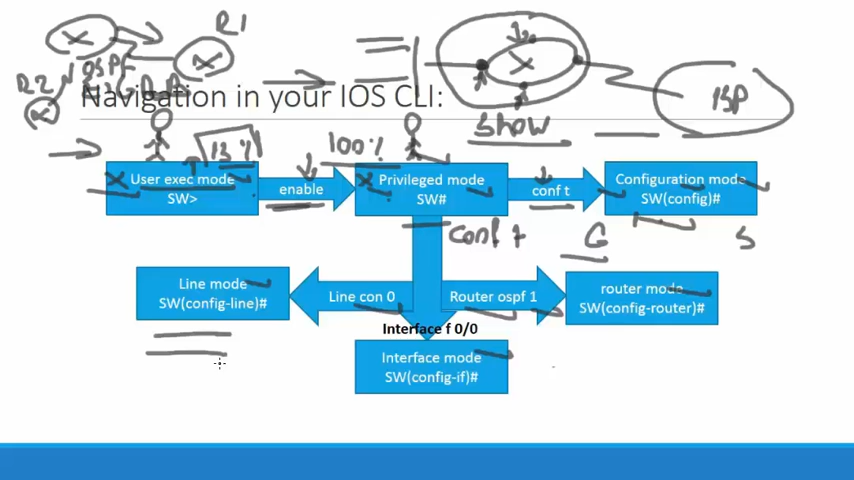 R1
R2
OSPF
ISP
Navigation in your IOS CLI:
show
13%
100%
User exec mode
SW>
enable
Privileged mode
SW#
conf t
Configuration mode
SW(config)#
conf t
G
S
Line mode
SW(config-line)#
Line con 0
Router ospf 1
router mode
SW(config-router)#
Interface f 0/0
Interface mode
SW(config-if)#